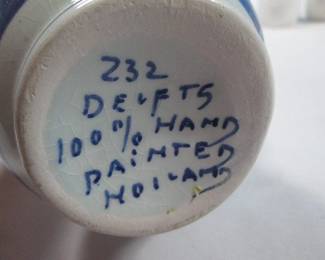 232
DELFTS
100% HAND
PAINTED
HOLLAND